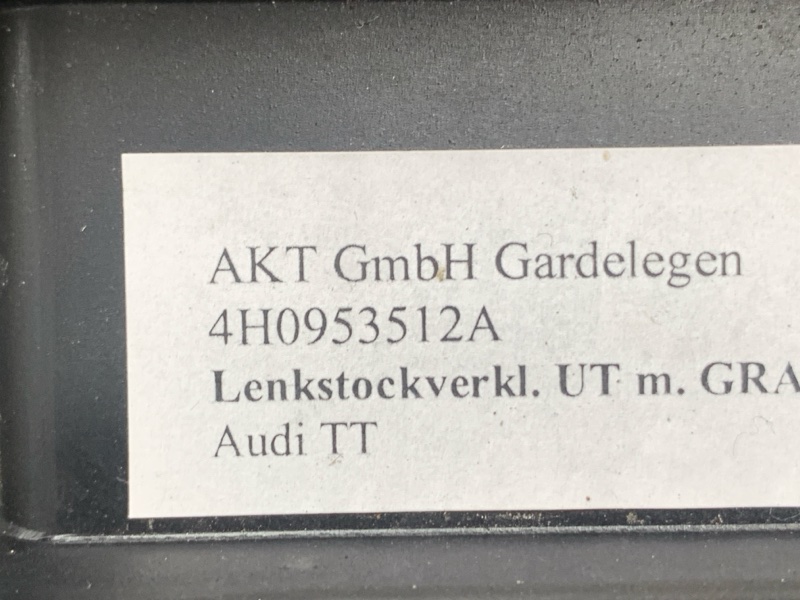 AKT GmbH Gardelegen
4H0953512A
Lenkstockverkl. UT m. GRA
Audi TT